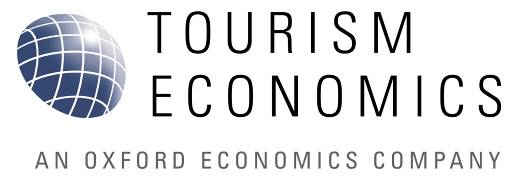 TOURISM
ECONOMICS
AN OXFORD ECONOMICS COMPANY